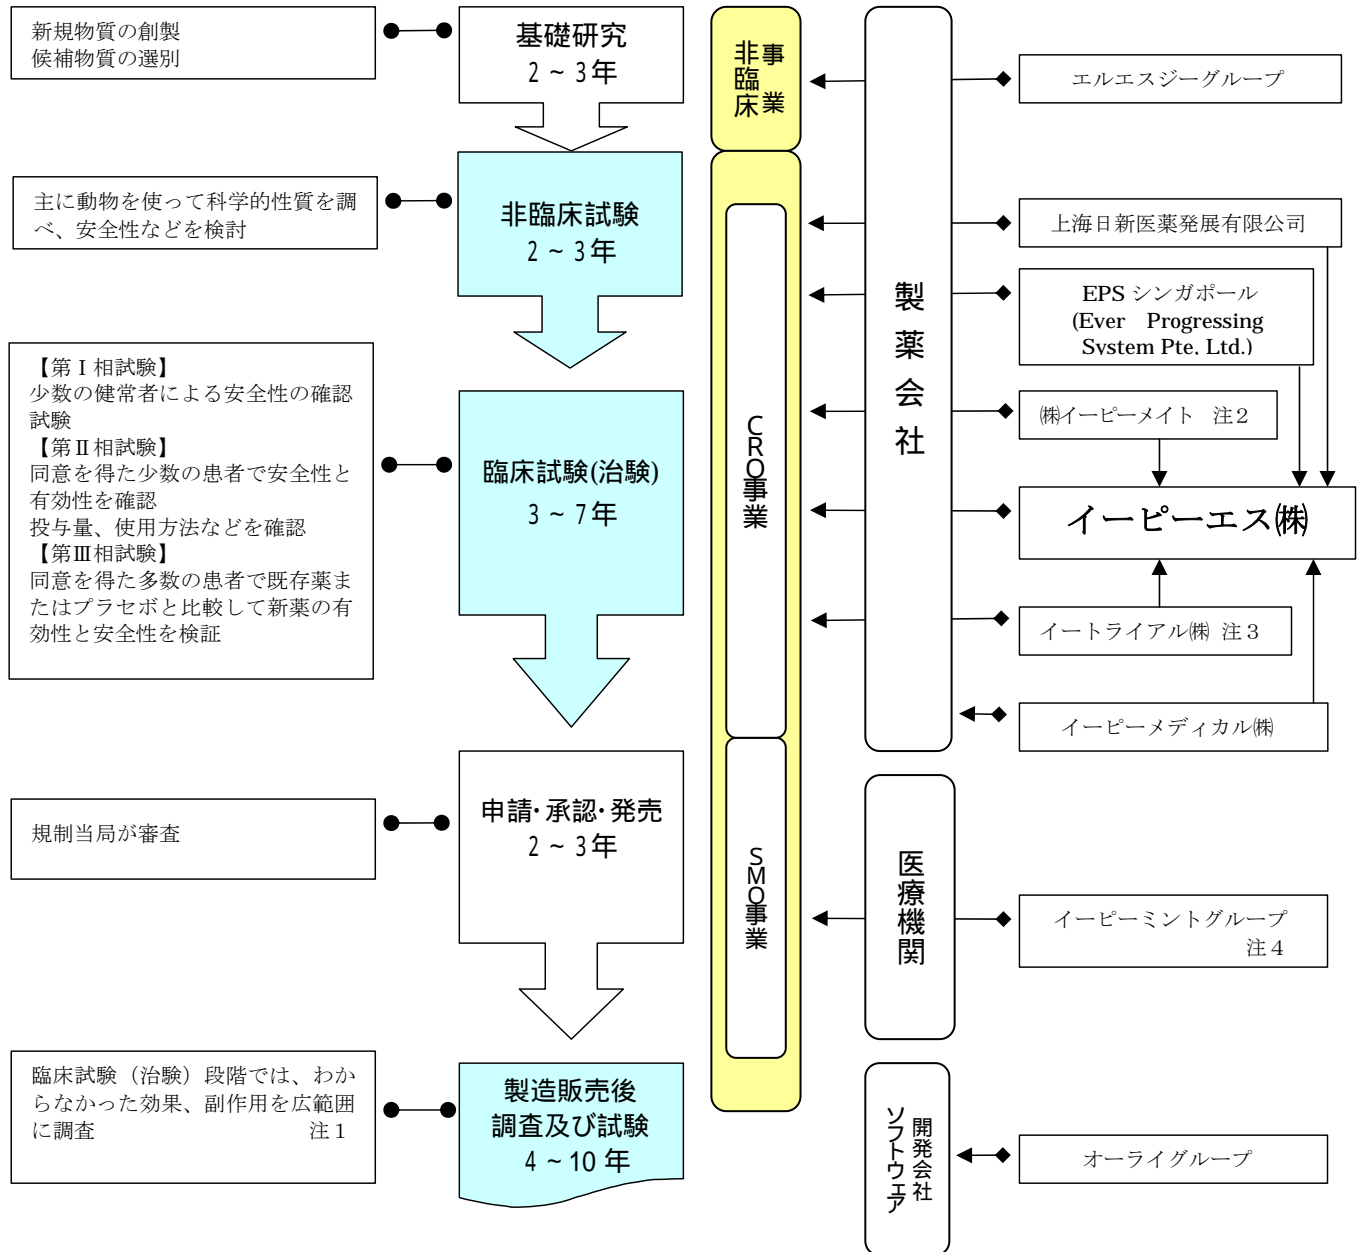 新規物質の創製
候補物質の選別
基礎研究
2 ~ 3年
非臨床
事業
エルエスジーグループ
主に動物を使って科学的性質を調
べ、安全性などを検討
非臨床試験
2 ~ 3年
上海日新医薬発展有限公司
EPS シンガポール
(Ever Progressing
System Pte. Ltd.)
製薬会社
【第Ⅰ相試験】
少数の健常者による安全性の確認
試験
【第Ⅱ相試験】
同意を得た少数の患者で安全性と
有効性を確認
投与量、使用方法などを確認
【第Ⅲ相試験】
同意を得た多数の患者で既存薬ま
たはプラセボと比較して新薬の有
効性と安全性を検証
臨床試験(治験)
3 ~ 7年
CRO事業
㈱イーピーメイト 注2
イーピーエス㈱
イートライアル㈱ 注3
イーピーメディカル㈱
規制当局が審査
申請・承認・発売
2 ~ 3年
SMO事業
医療機関
イーピーミントグループ
注4
臨床試験（治験）段階では、わか
らなかった効果、副作用を広範囲
に調査 注1
製造販売後
調査及び試験
4 ~ 10 年
ソフトウェア
開発会社
オーライグループ